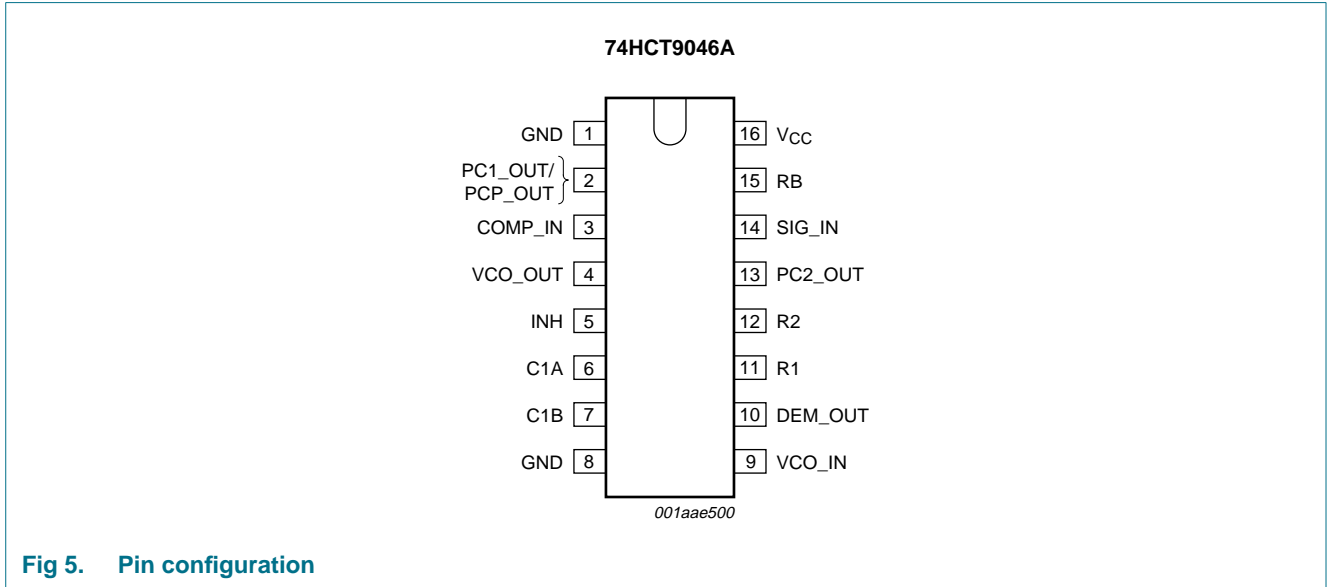 74HCT9046A
GND 1
16 VCC
PC1_OUT/
PCP_OUT
2
15 RB
COMP_IN 3
14 SIG_IN
VCO_OUT 4
13 PC2_OUT
INH 5
12 R2
C1A 6
11 R1
C1B 7
10 DEM_OUT
GND 8
9 VCO_IN
001aae500
Fig 5. Pin configuration